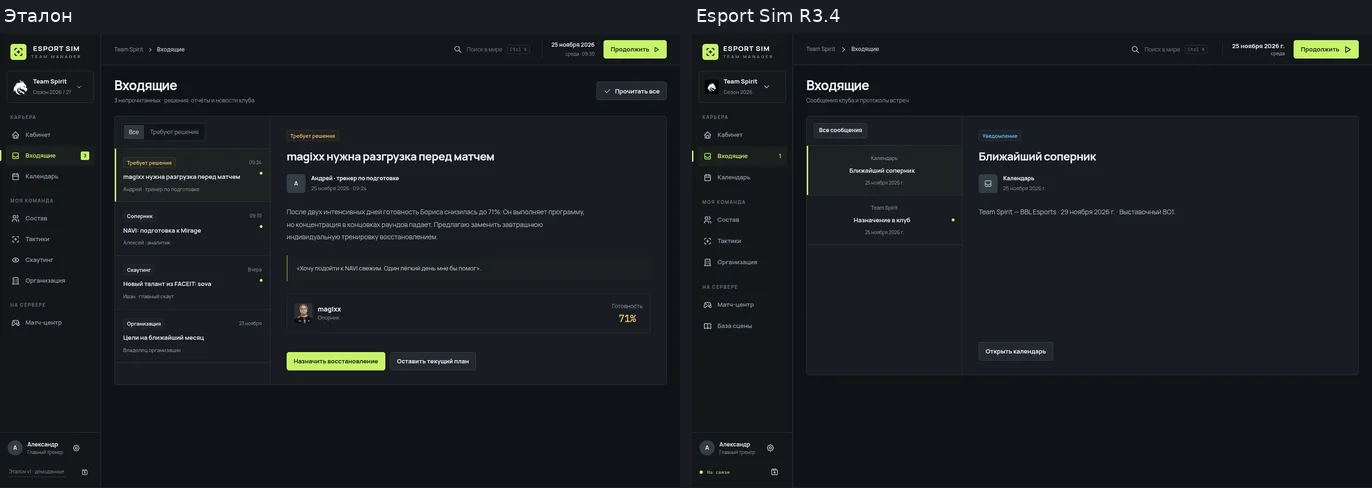 Эталон
ESPORT SIM
TEAM MANAGER
Team Spirit
Сезон 2026 / 27
КАРЬЕРА
Кабинет
Входящие
3
Календарь
МОЯ КОМАНДА
Состав
Тактики
Скаутинг
Организация
НА СЕРВЕРЕ
Матч-центр
Александр
Главный тренер
Team Spirit > Входящие
Поиск в мире
25 ноября 2026
Продолжить
Входящие
3 непрочитанных · решения, отчёты и новости клуба
Прочитать все
Все
Требуют решения
Требует решения
09:24
magixx нужна разгрузка перед матчем
Андрей · тренер по подготовке
Соперник
NAVI: подготовка к Mirage
Алексей · аналитик
Скаутинг
Вчера
Новый талант из FACEIT: sova
Иван · главный скаут
Организация
23 ноября
Цели на ближайший месяц
Владелец организации
Требует решения
magixx нужна разгрузка перед матчем
А
Андрей · тренер по подготовке
25 ноября 2026 · 09:24
После двух интенсивных дней готовность Бориса снизилась до 71%. Он выполняет программу,
но концентрация в концовках раундов падает. Предлагаю заменить завтрашнюю
индивидуальную тренировку восстановлением.
«Хочу подойти к NAVI свежим. Один лёгкий день мне бы помог».
magixx
Опорник
Готовность
71%
Назначить восстановление
Оставить текущий план
Esport Sim R3.4
ESPORT SIM
TEAM MANAGER
Team Spirit
Сезон 2026
КАРЬЕРА
Кабинет
Входящие
1
Календарь
МОЯ КОМАНДА
Состав
Тактики
Организация
НА СЕРВЕРЕ
Матч-центр
База сцены
А
Александр
Главный тренер
На связи
Team Spirit > Входящие
Поиск в мире
25 ноября 2026 г.
среда
Продолжить
Входящие
Сообщения клуба и протоколы встреч
Все сообщения
Календарь
Ближайший соперник
25 ноября 2026 г.
Team Spirit
Назначение в клуб
25 ноября 2026 г.
Уведомление
Ближайший соперник
Календарь
25 ноября 2026 г.
Team Spirit — BBL Esports · 29 ноября 2026 г. · Выставочный BO1.
Открыть календарь